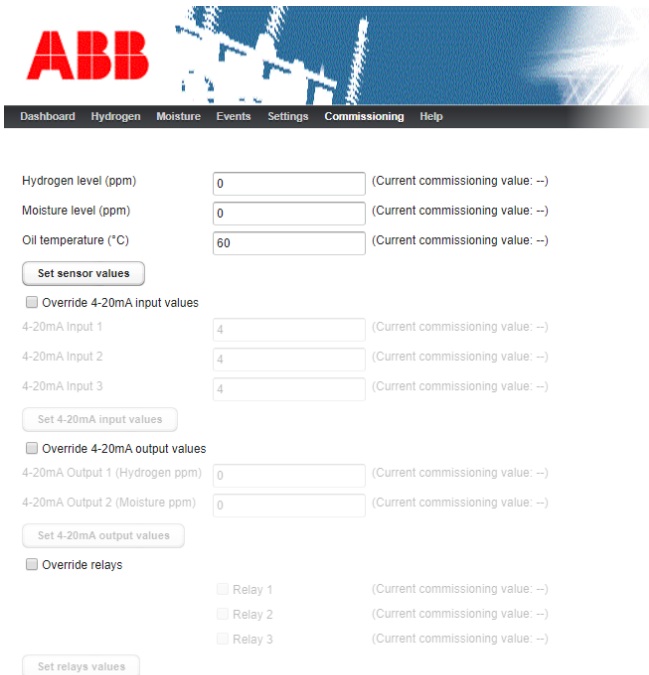 ABB
Dashboard Hydrogen Moisture Events Settings Commissioning Help
Hydrogen level (ppm) 0 (Current commissioning value: --)
Moisture level (ppm) 0 (Current commissioning value: --)
Oil temperature (°C) 60 (Current commissioning value: --)
Set sensor values
Override 4-20mA input values
4-20mA Input 1 4 (Current commissioning value: --)
4-20mA Input 2 4 (Current commissioning value: --)
4-20mA Input 3 4 (Current commissioning value: --)
Set 4-20mA input values
Override 4-20mA output values
4-20mA Output 1 (Hydrogen ppm) 0 (Current commissioning value: --)
4-20mA Output 2 (Moisture ppm) 0 (Current commissioning value: --)
Set 4-20mA output values
Override relays
Relay 1 (Current commissioning value: --)
Relay 2 (Current commissioning value: --)
Relay 3 (Current commissioning value: --)
Set relays values